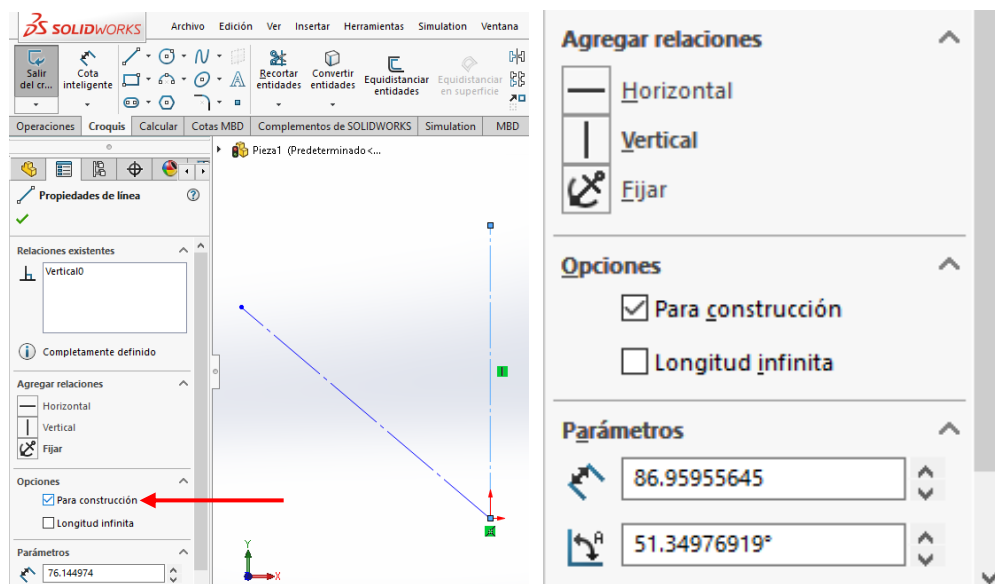 SOLIDWORKS
Archivo Edición Ver Insertar Herramientas Simulation Ventana
Salir del cr...
Cota inteligente
Recortar entidades
Convertir entidades
Equidistanciar entidades
Equidistanciar en superficie
Operaciones Croquis Calcular Cotas MBD Complementos de SOLIDWORKS Simulation MBD
Pieza1 (Predeterminado<...
Propiedades de línea
Relaciones existentes
Vertical0
Completamente definido
Agregar relaciones
Horizontal
Vertical
Fijar
Opciones
Para construcción
Longitud infinita
Parámetros
76.144974
Y
X
Agregar relaciones
Horizontal
Vertical
Fijar
Opciones
Para construcción
Longitud infinita
Parámetros
86.95955645
A
51.34976919°